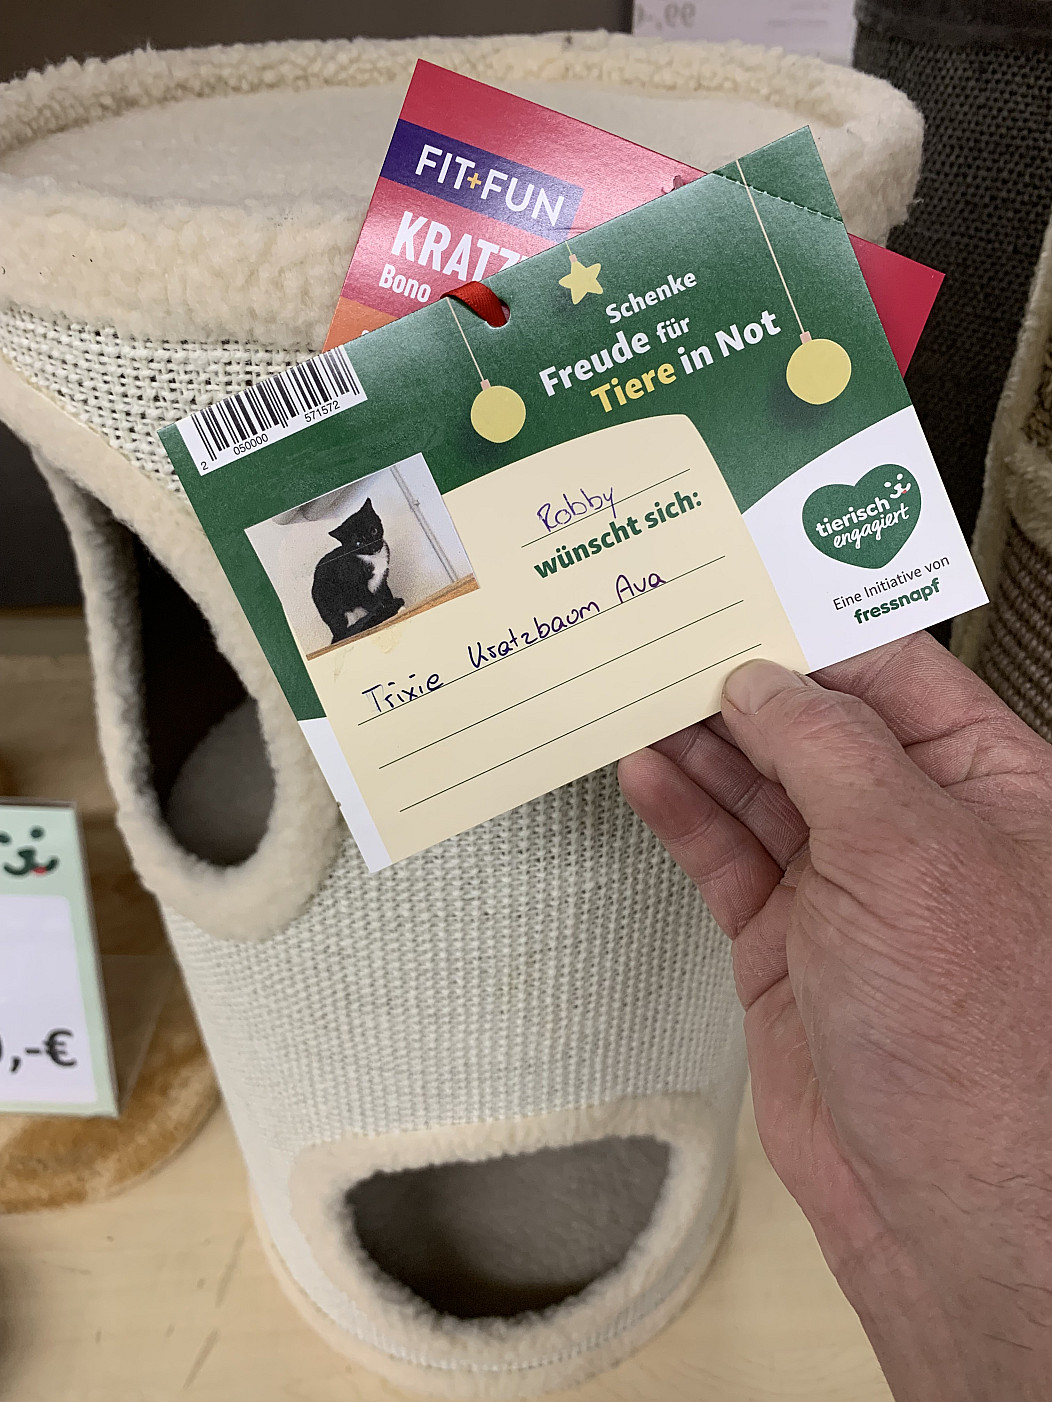 FIT+FUN
KRATZ
Bono
Schenke
Freude für
Tiere in Not
2 050000 571572
Robby
wünscht sich:
Trixie Kratzbaum Ava
tierisch
engagiert
Eine Initiative von
fressnapf
,-€